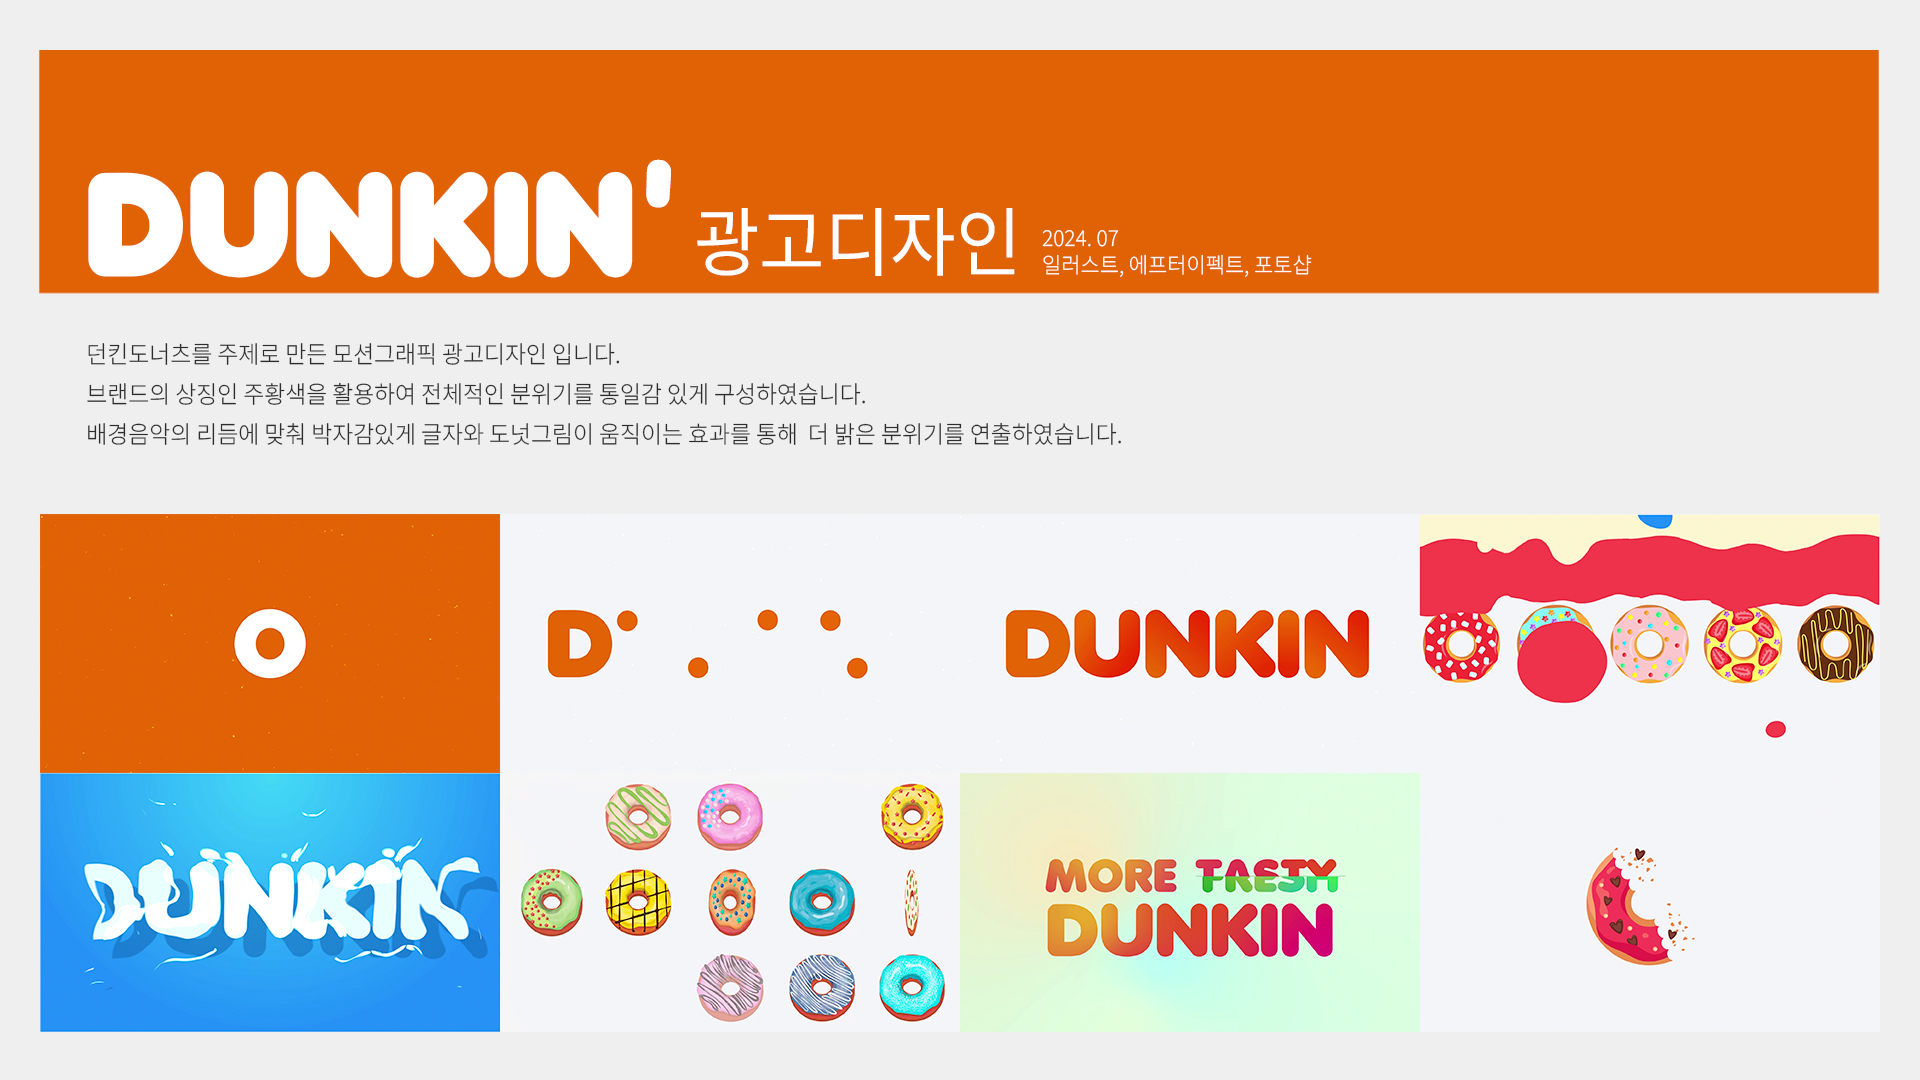 DUNKIN' 광고디자인
2024. 07
일러스트, 에프터이펙트, 포토샵
던킨도너츠를 주제로 만든 모션그래픽 광고디자인 입니다.
브랜드의 상징인 주황색을 활용하여 전체적인 분위기를 통일감 있게 구성하였습니다.
배경음악의 리듬에 맞춰 박자감있게 글자와 도넛그림이 움직이는 효과를 통해 더 밝은 분위기를 연출하였습니다.
O
D
DUNKIN
DUNKIN
MORE TASTY
DUNKIN